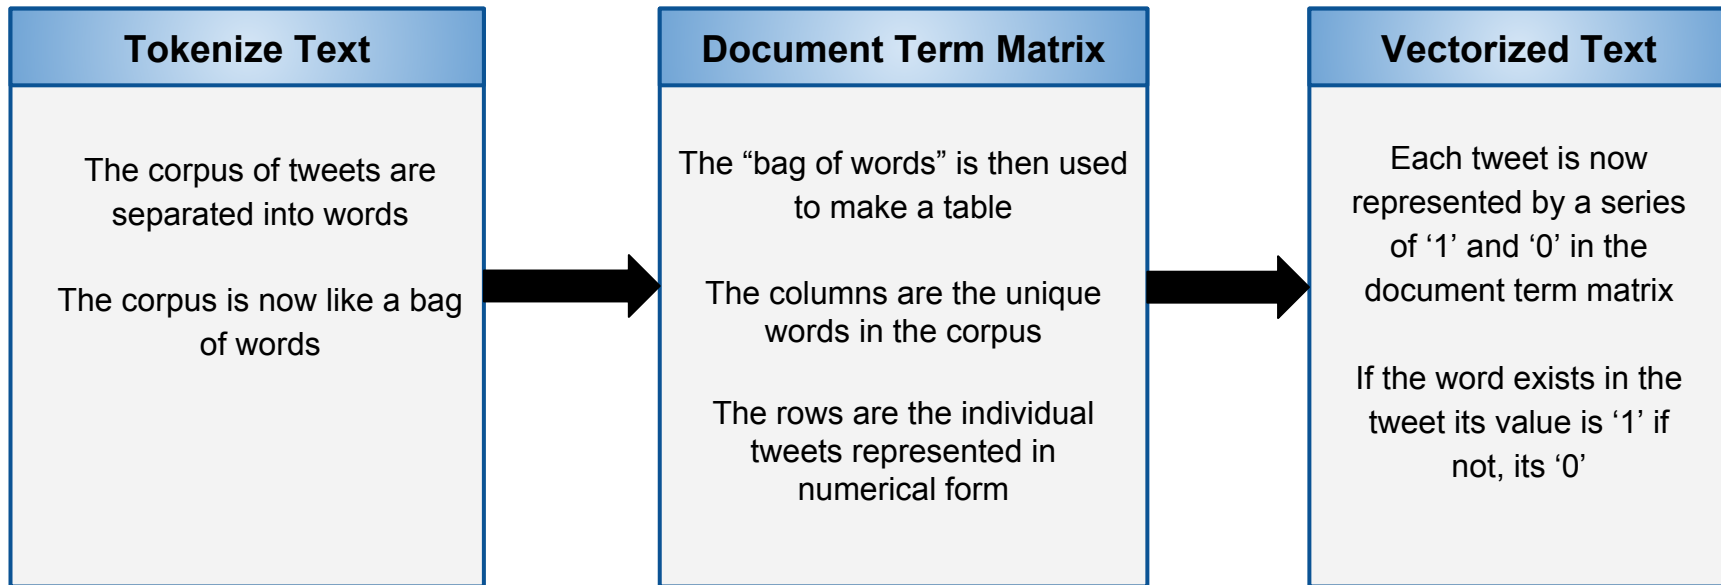 Tokenize Text
The corpus of tweets are
separated into words
The corpus is now like a bag
of words
Document Term Matrix
The “bag of words” is then used
to make a table
The columns are the unique
words in the corpus
The rows are the individual
tweets represented in
numerical form
Vectorized Text
Each tweet is now
represented by a series
of ‘1’ and ‘0’ in the
document term matrix
If the word exists in the
tweet its value is ‘1’ if
not, its ‘0’